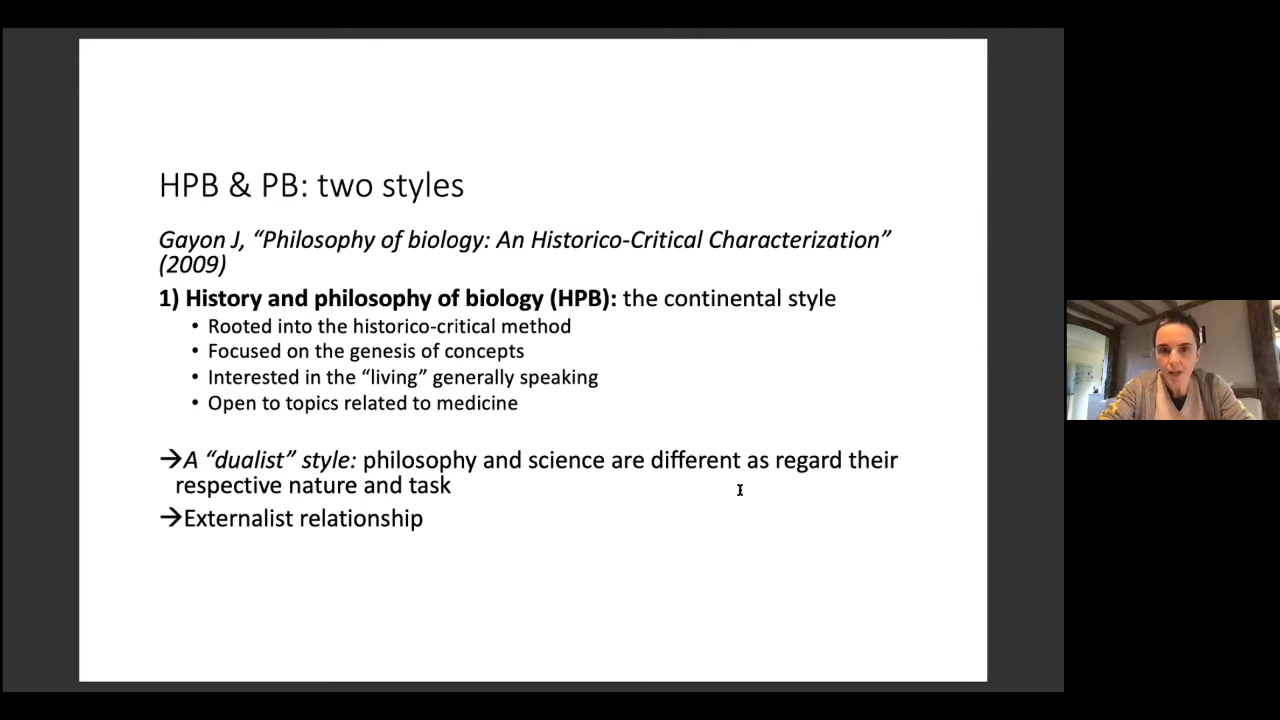 HPB & PB: two styles
Gayon J, “Philosophy of biology: An Historico-Critical Characterization”
(2009)
1) History and philosophy of biology (HPB): the continental style
• Rooted into the historico-critical method
• Focused on the genesis of concepts
• Interested in the “living” generally speaking
• Open to topics related to medicine
→A “dualist” style: philosophy and science are different as regard their
respective nature and task
→Externalist relationship